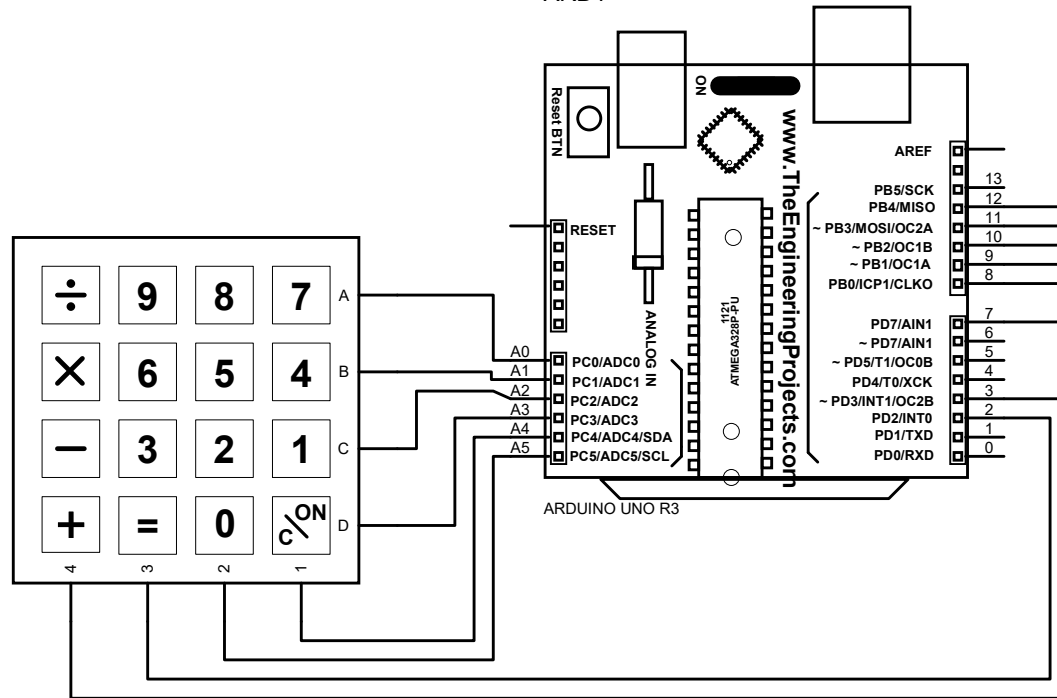 Reset BTN
ON
www.TheEngineeringProjects.com
RESET
ANALOG IN
1121
ATMEGA328P-PU
A0 PC0/ADC0
A1 PC1/ADC1
A2 PC2/ADC2
A3 PC3/ADC3
A4 PC4/ADC4/SDA
A5 PC5/ADC5/SCL
AREF
PB5/SCK 13
PB4/MISO 12
~ PB3/MOSI/OC2A 11
~ PB2/OC1B 10
~ PB1/OC1A 9
PB0/ICP1/CLKO 8
PD7/AIN1 7
~ PD7/AIN1 6
~ PD5/T1/OC0B 5
PD4/T0/XCK 4
~ PD3/INT1/OC2B 3
PD2/INT0 2
PD1/TXD 1
PD0/RXD 0
ARDUINO UNO R3
÷ 9 8 7 A
× 6 5 4 B
− 3 2 1 C
+ = 0 ON/C D
4 3 2 1